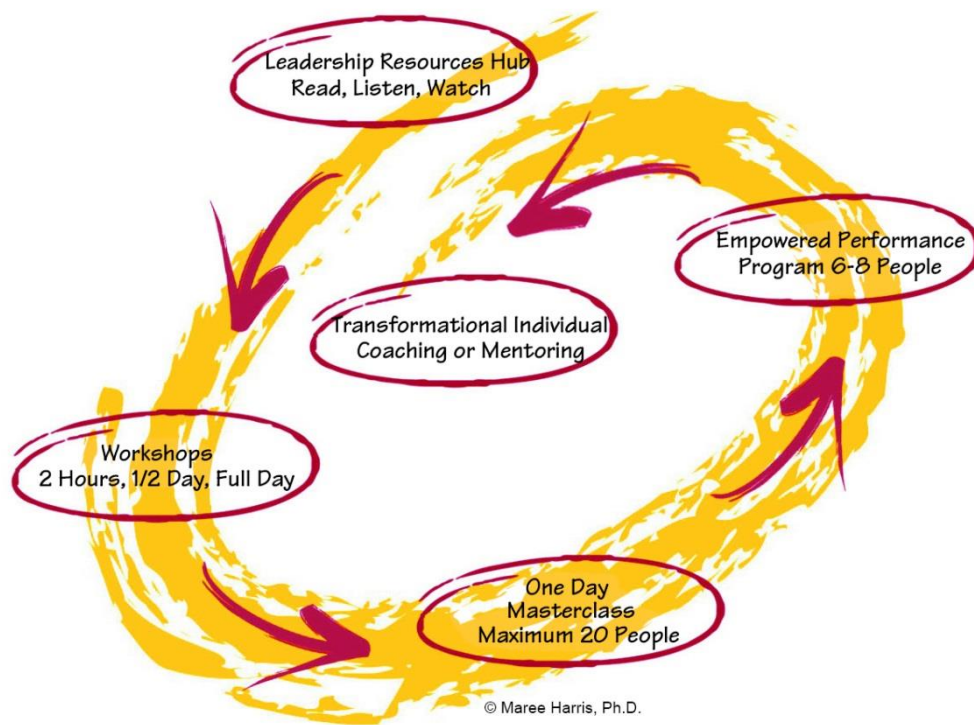 Leadership Resources Hub
Read, Listen, Watch
Empowered Performance
Program 6-8 People
Transformational Individual
Coaching or Mentoring
Workshops
2 Hours, 1/2 Day, Full Day
One Day
Masterclass
Maximum 20 People
© Maree Harris, Ph.D.